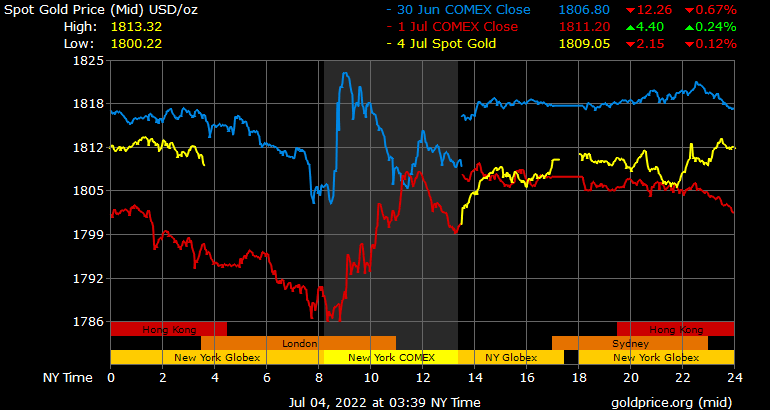 Spot Gold Price (Mid) USD/oz - 30 Jun COMEX Close 1806.80 ▼12.26 ▼0.67%
High: 1813.32 - 1 Jul COMEX Close 1811.20 ▲4.40 ▲0.24%
Low: 1800.22 - 4 Jul Spot Gold 1809.05 ▼2.15 ▼0.12%
1825
1818
1812
1805
1799
1792
1786
Hong Kong Hong Kong
London Sydney
New York Globex New York COMEX NY Globex New York Globex
NY Time 0 2 4 6 8 10 12 14 16 18 20 22 24
Jul 04, 2022 at 03:39 NY Time goldprice.org (mid)